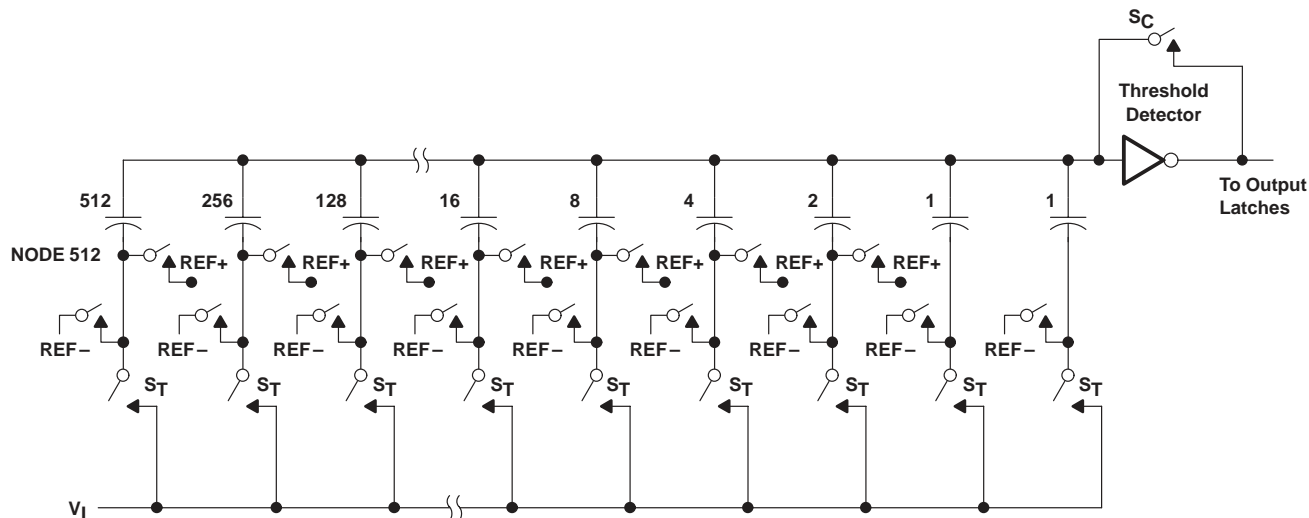 SC
Threshold
Detector
To Output
Latches
512 256 128 16 8 4 2 1 1
NODE 512
REF+ REF+ REF+ REF+ REF+ REF+ REF+
REF− REF− REF− REF− REF− REF− REF− REF− REF−
ST ST ST ST ST ST ST ST ST
VI